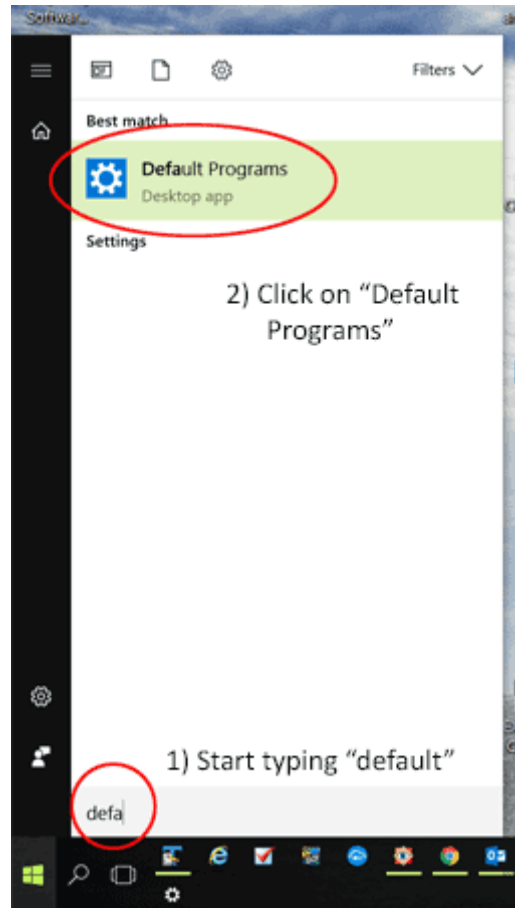 Softwar...
Filters
Best match
Default Programs
Desktop app
Settings
2) Click on “Default
Programs”
1) Start typing “default”
defa